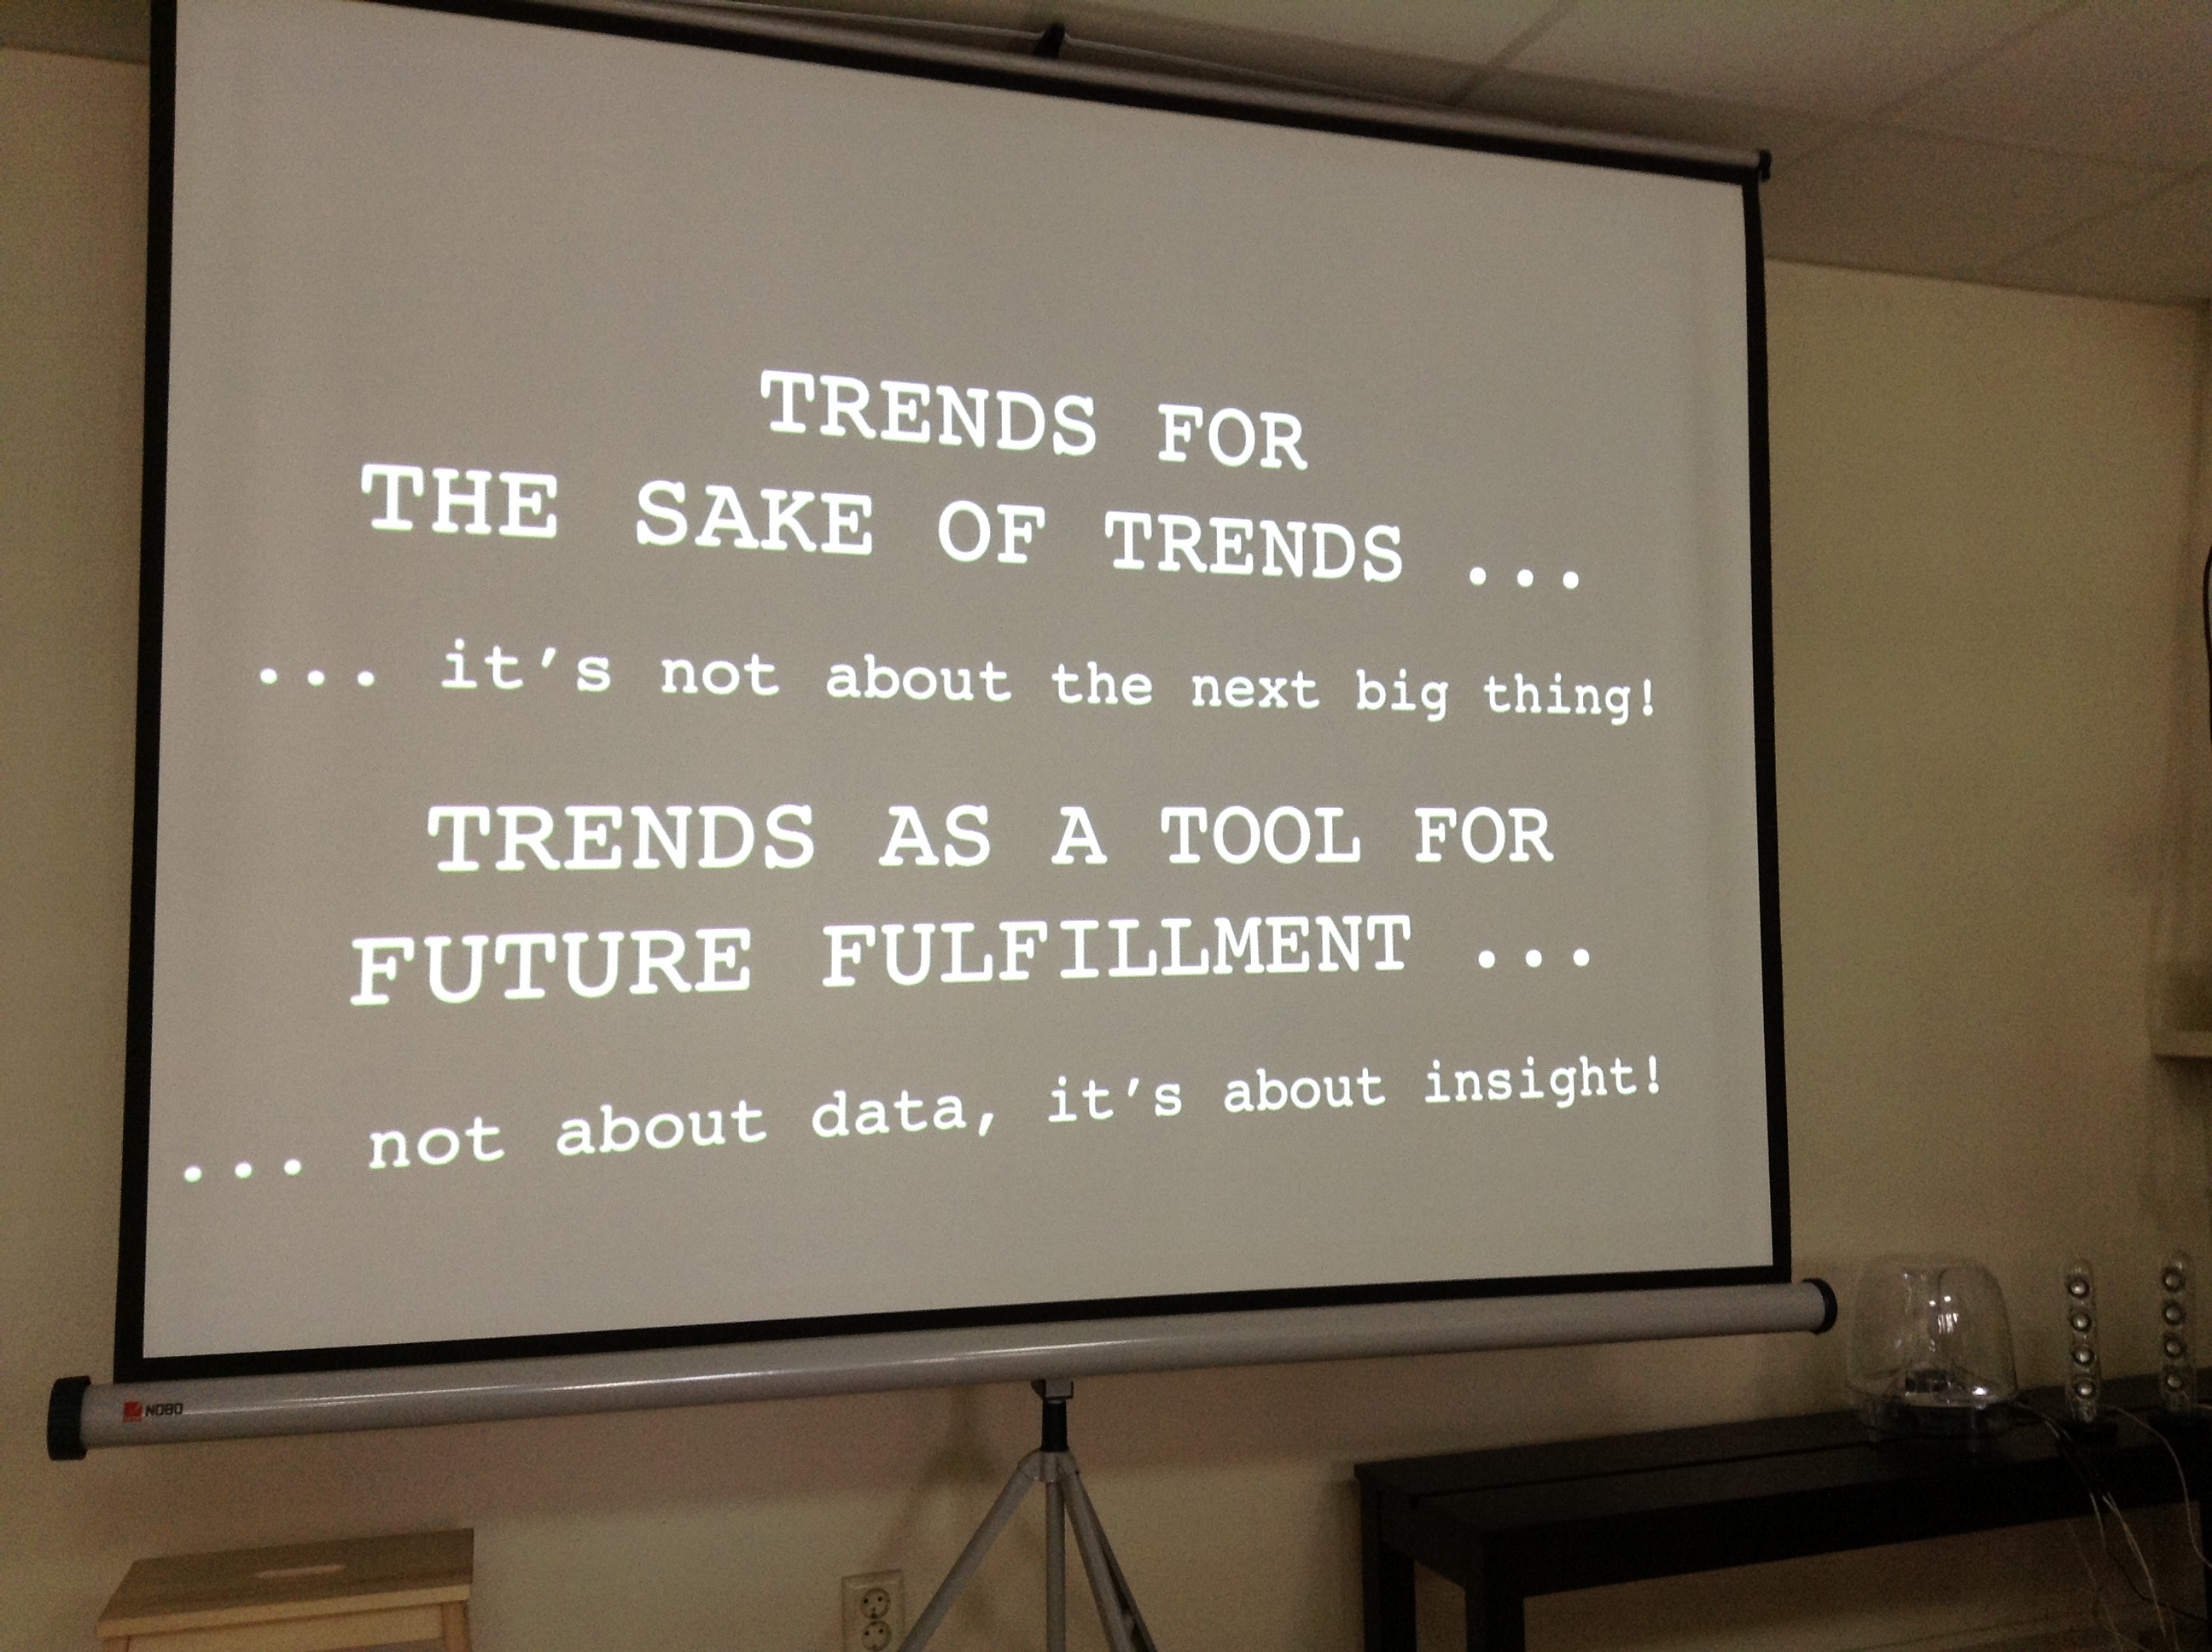 TRENDS FOR
THE SAKE OF TRENDS ...
... it's not about the next big thing!
TRENDS AS A TOOL FOR
FUTURE FULFILLMENT ...
... not about data, it's about insight!
NOBO